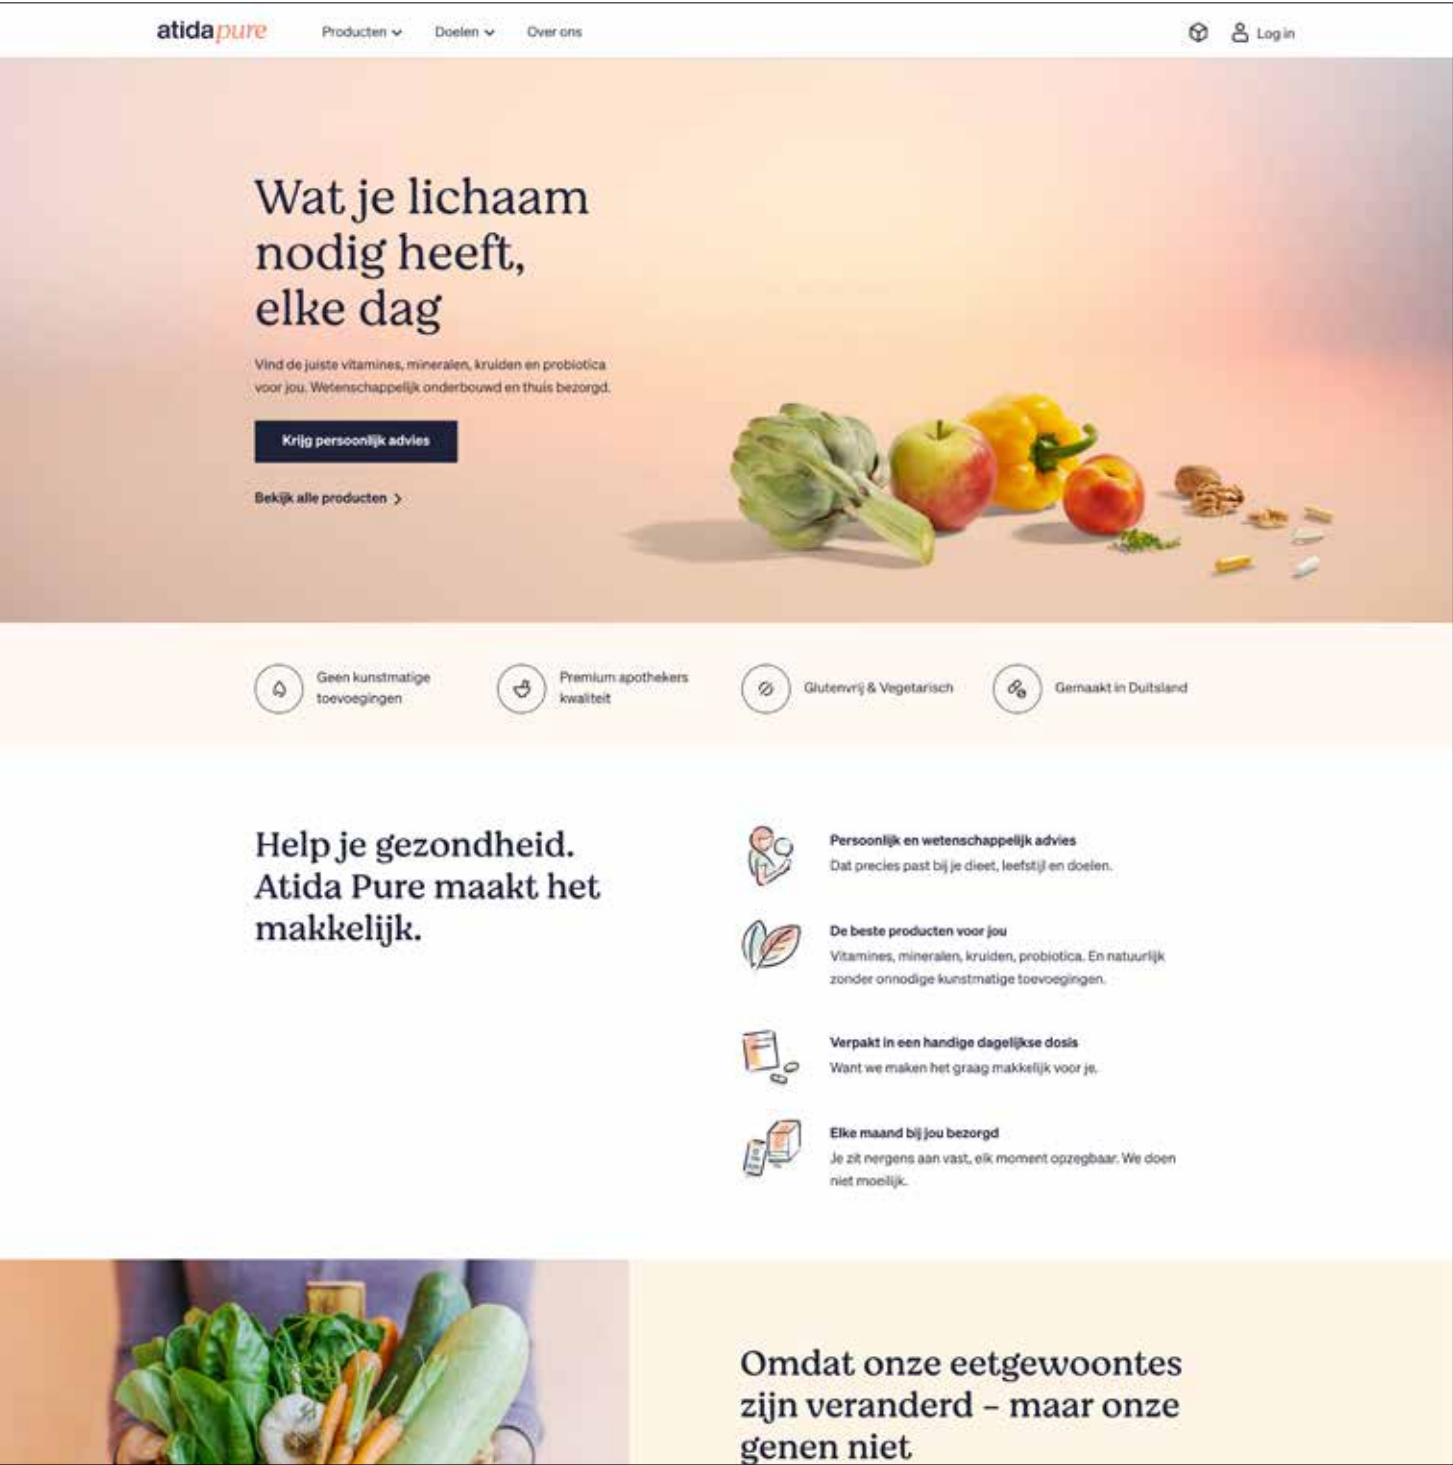 atida pure
Producten
Doelen
Over ons
Log in
Wat je lichaam
nodig heeft,
elke dag
Vind de juiste vitamines, mineralen, kruiden en probiotica
voor jou. Wetenschappelijk onderbouwd en thuis bezorgd.
Krijg persoonlijk advies
Bekijk alle producten
Geen kunstmatige
toevoegingen
Premium apothekers
kwaliteit
Glutenvrij & Vegetarisch
Gemaakt in Duitsland
Help je gezondheid.
Atida Pure maakt het
makkelijk.
Persoonlijk en wetenschappelijk advies
Dat precies past bij je dieet, leefstijl en doelen.
De beste producten voor jou
Vitamines, mineralen, kruiden, probiotica. En natuurlijk
zonder onnodige kunstmatige toevoegingen.
Verpakt in een handige dagelijkse dosis
Want we maken het graag makkelijk voor je.
Elke maand bij jou bezorgd
Je zit nergens aan vast, elk moment opzegbaar. We doen
niet moeilijk.
Omdat onze eetgewoontes
zijn veranderd – maar onze
genen niet